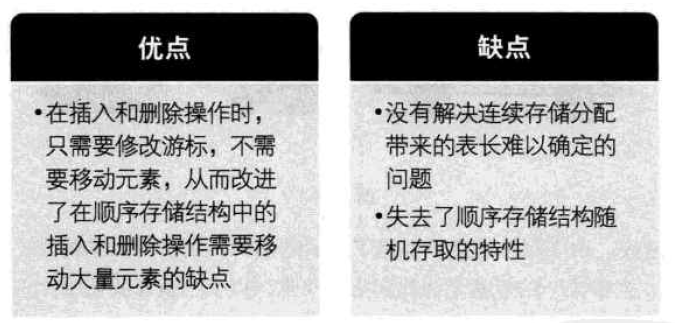 优点
•在插入和删除操作时，
只需要修改游标，不需
要移动元素，从而改进
了在顺序存储结构中的
插入和删除操作需要移
动大量元素的缺点
缺点
•没有解决连续存储分配
带来的表长难以确定的
问题
•失去了顺序存储结构随
机存取的特性